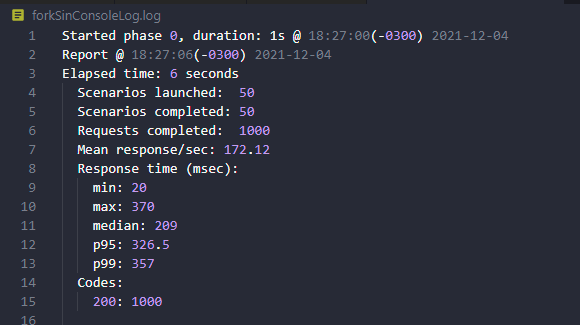 forkSinConsoleLog.log
1 Started phase 0, duration: 1s @ 18:27:00(-0300) 2021-12-04
2 Report @ 18:27:06(-0300) 2021-12-04
3 Elapsed time: 6 seconds
4 Scenarios launched:  50
5 Scenarios completed: 50
6 Requests completed:  1000
7 Mean response/sec: 172.12
8 Response time (msec):
9 min: 20
10 max: 370
11 median: 209
12 p95: 326.5
13 p99: 357
14 Codes:
15 200: 1000
16